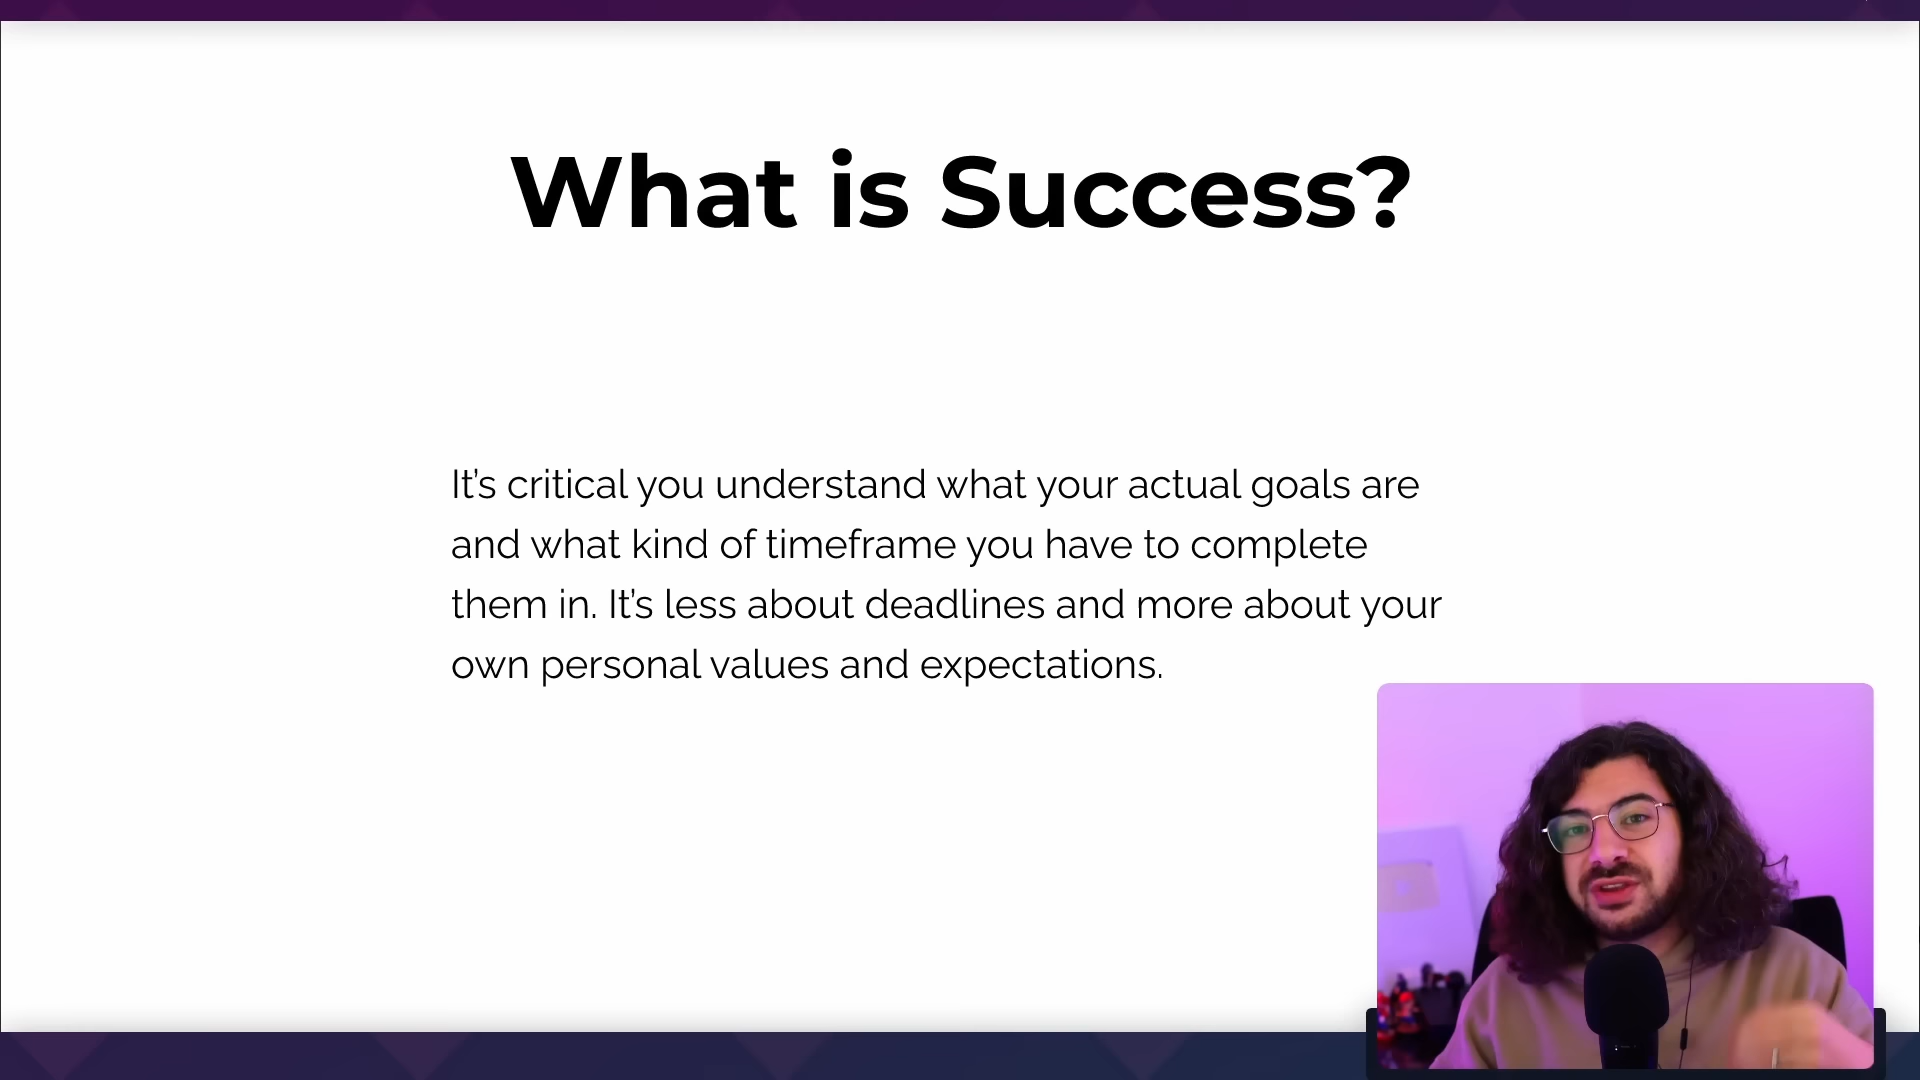 What is Success?
It’s critical you understand what your actual goals are
and what kind of timeframe you have to complete
them in. It’s less about deadlines and more about your
own personal values and expectations.